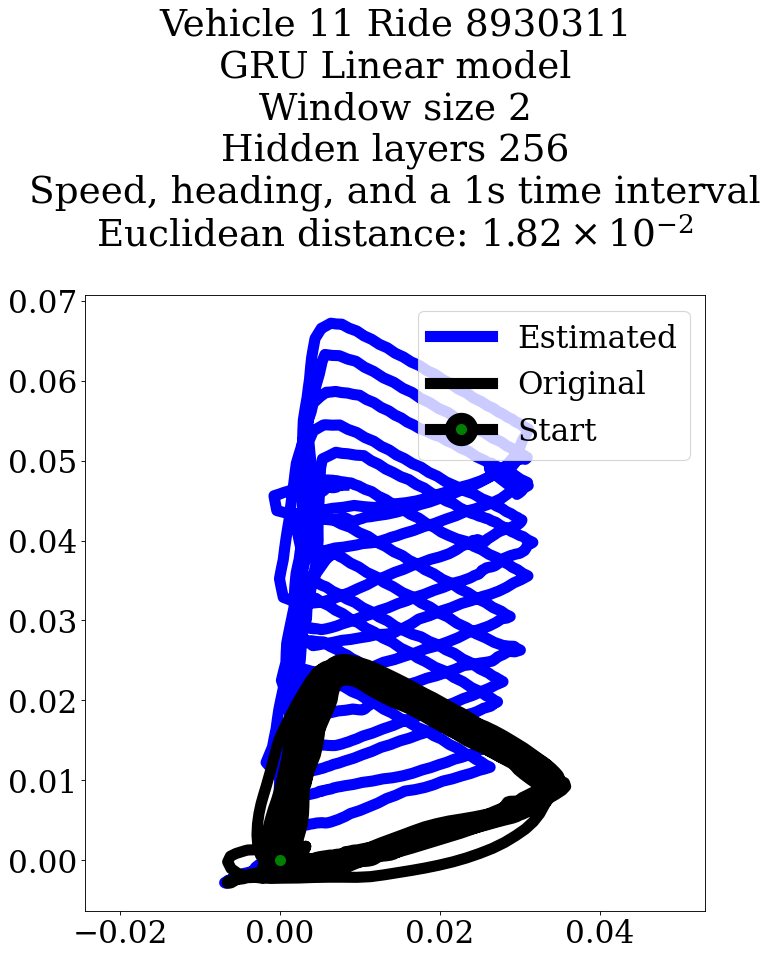 Vehicle 11 Ride 8930311
GRU Linear model
Window size 2
Hidden layers 256
Speed, heading, and a 1s time interval
Euclidean distance: 1.82 × 10⁻²
0.07
0.06
0.05
0.04
0.03
0.02
0.01
0.00
Estimated
Original
Start
−0.02
0.00
0.02
0.04